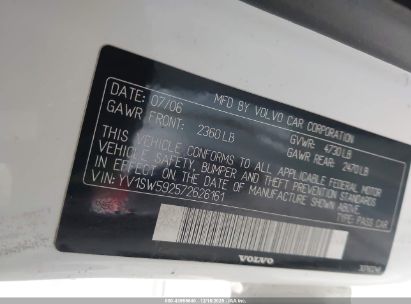 DATE: 07/06 MFD BY VOLVO CAR CORPORATION
GAWR FRONT: 2360 LB GVWR: 4730 LB
GAWR REAR: 2470 LB
THIS VEHICLE CONFORMS TO ALL APPLICABLE FEDERAL MOTOR
VEHICLE SAFETY, BUMPER AND THEFT PREVENTION STANDARDS
IN EFFECT ON THE DATE OF MANUFACTURE SHOWN ABOVE.
VIN: YV1SW592572626161 TYPE: PASS CAR
VOLVO